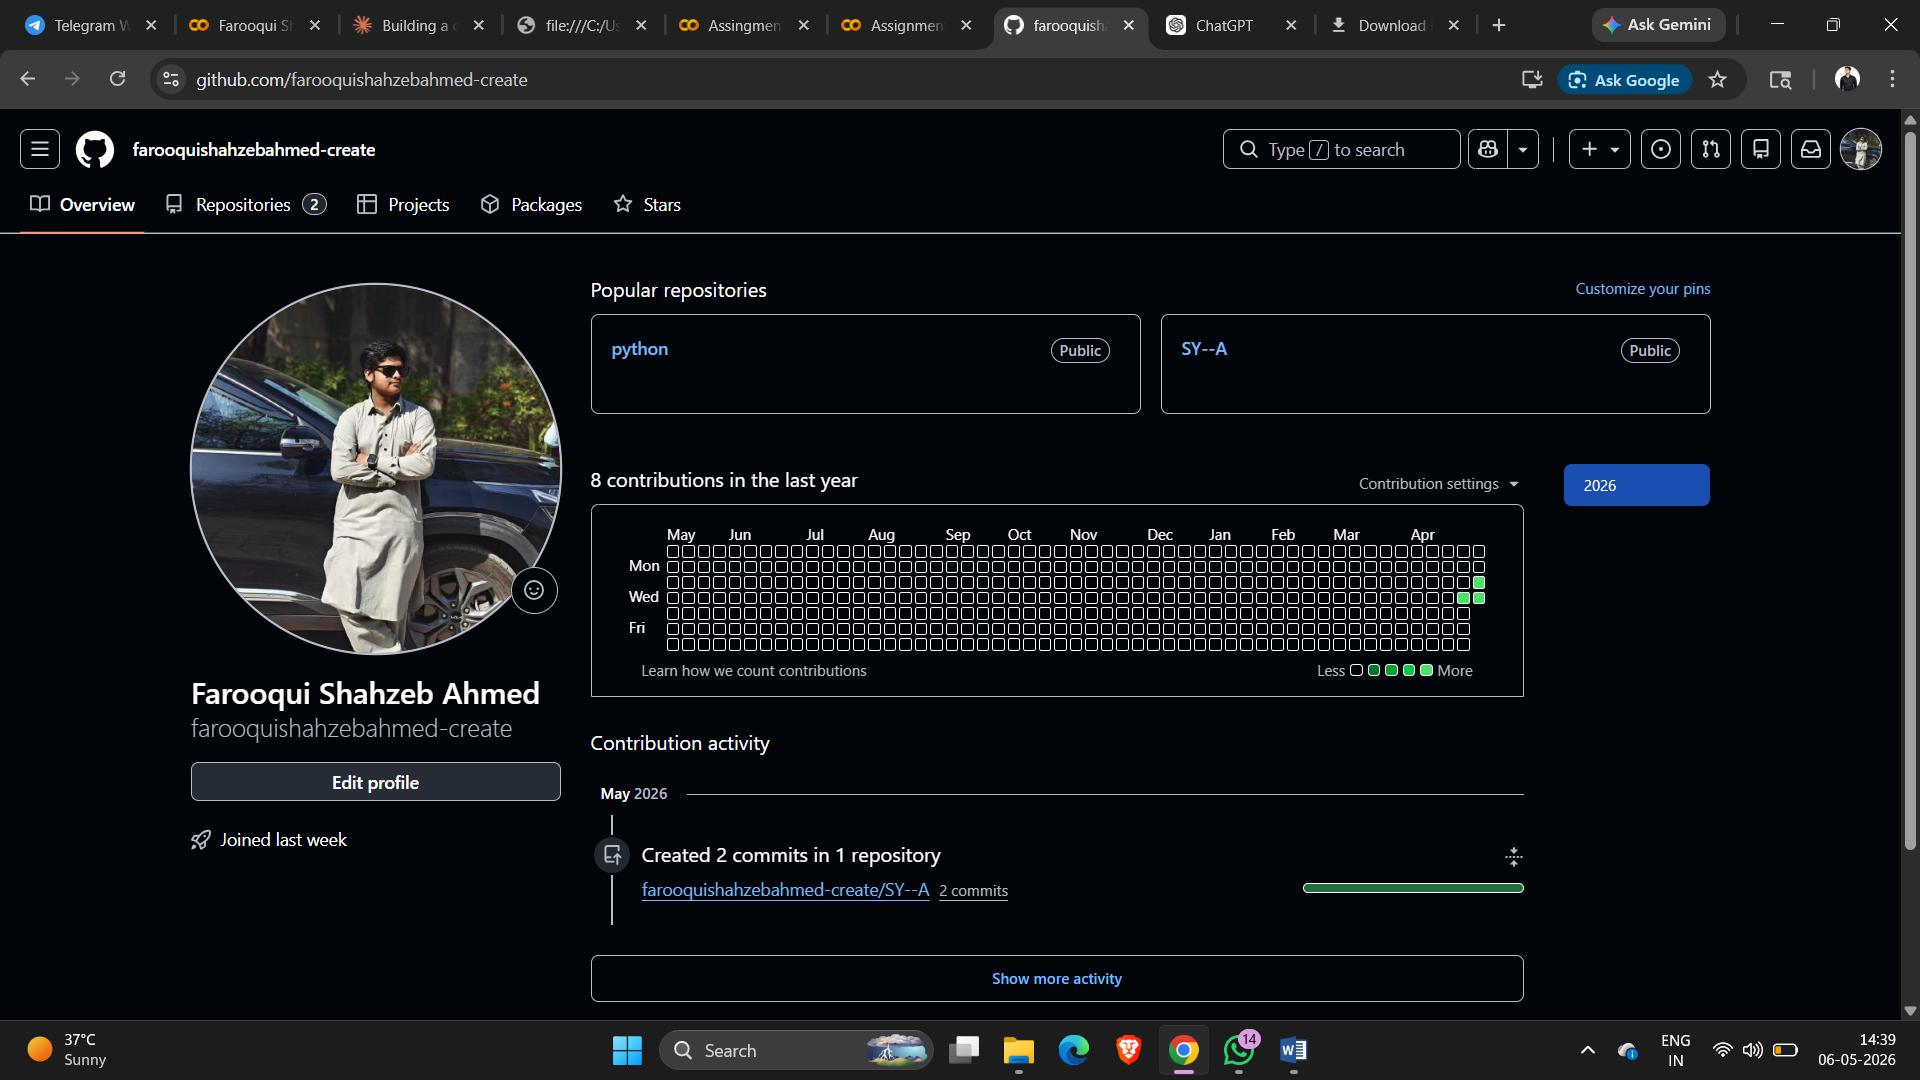 Telegram W
Farooqui Sh
Building a c
file:///C:/Us
Assingmen
Assignmen
farooquisha
ChatGPT
Download
Ask Gemini
github.com/farooquishahzebahmed-create
Ask Google
farooquishahzebahmed-create
Type / to search
Overview
Repositories 2
Projects
Packages
Stars
Popular repositories
Customize your pins
python
Public
SY--A
Public
8 contributions in the last year
Contribution settings
2026
May Jun Jul Aug Sep Oct Nov Dec Jan Feb Mar Apr
Mon
Wed
Fri
Learn how we count contributions
Less More
Farooqui Shahzeb Ahmed
farooquishahzebahmed-create
Edit profile
Joined last week
Contribution activity
May 2026
Created 2 commits in 1 repository
farooquishahzebahmed-create/SY--A 2 commits
Show more activity
37°C
Sunny
Search
14
ENG
IN
14:39
06-05-2026